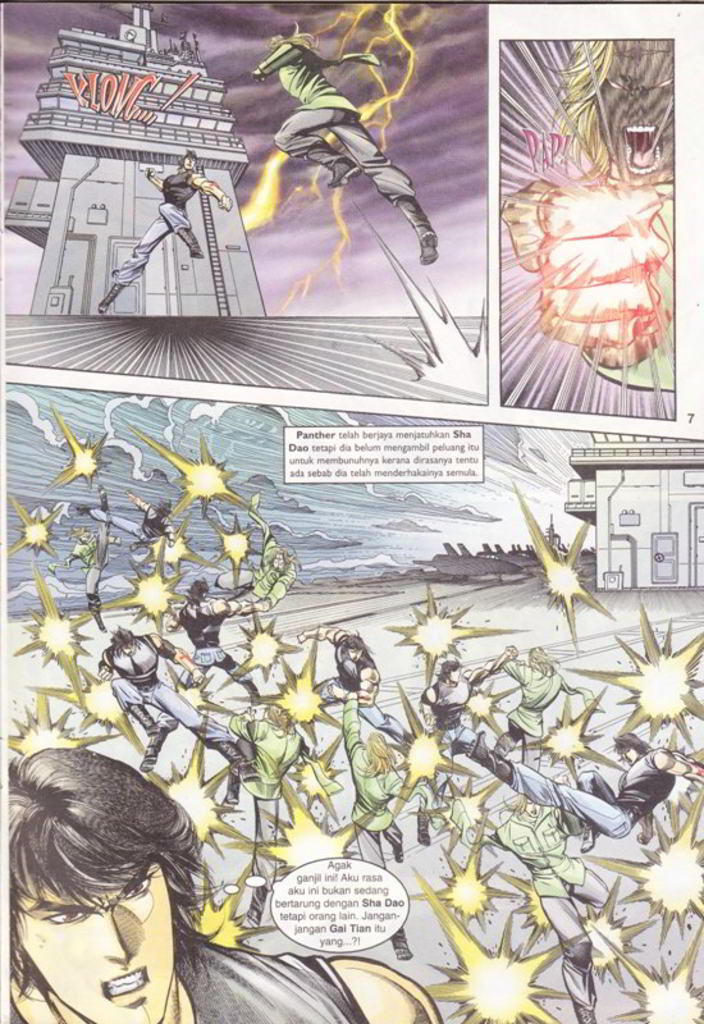 KLONG...!
PAP!!
7
Panther telah berjaya menjatuhkan Sha
Dao tetapi dia belum mengambil peluang itu
untuk membunuhnya kerana dirasanya tentu
ada sebab dia telah menderhakainya semula.
Agak
ganjil ini! Aku rasa
aku ini bukan sedang
bertarung dengan Sha Dao
tetapi orang lain. Jangan-
jangan Gai Tian itu
yang...?!